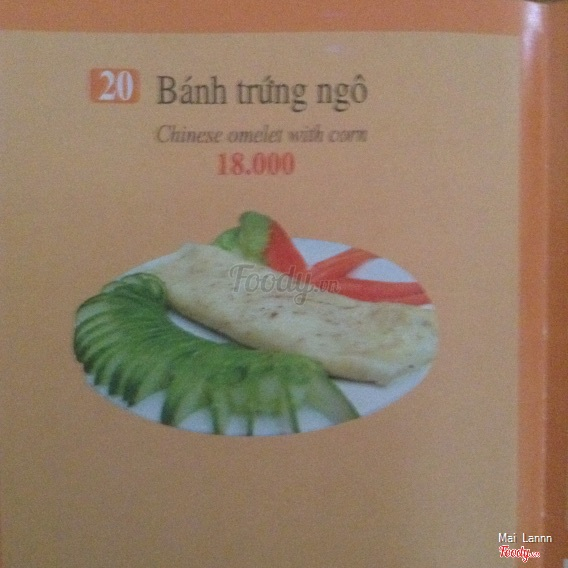 20 Bánh trứng ngô
Chinese omelet with corn
18.000
Foody.vn
Mai Lannn
Foody.vn